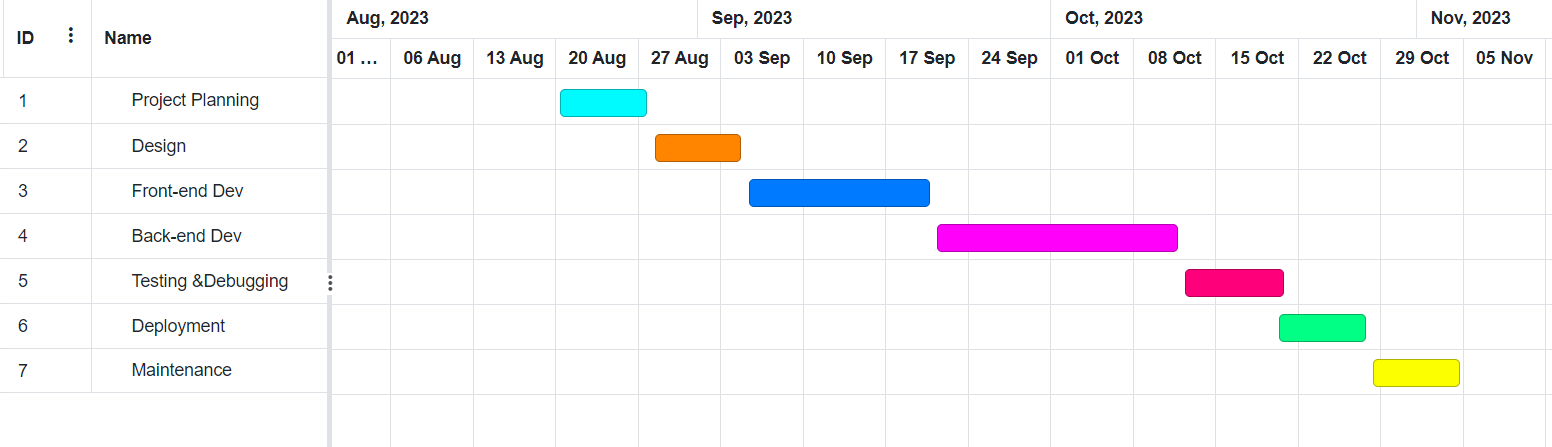 ID Name
Aug, 2023 Sep, 2023 Oct, 2023 Nov, 2023
01 ... 06 Aug 13 Aug 20 Aug 27 Aug 03 Sep 10 Sep 17 Sep 24 Sep 01 Oct 08 Oct 15 Oct 22 Oct 29 Oct 05 Nov
1 Project Planning
2 Design
3 Front-end Dev
4 Back-end Dev
5 Testing &Debugging
6 Deployment
7 Maintenance